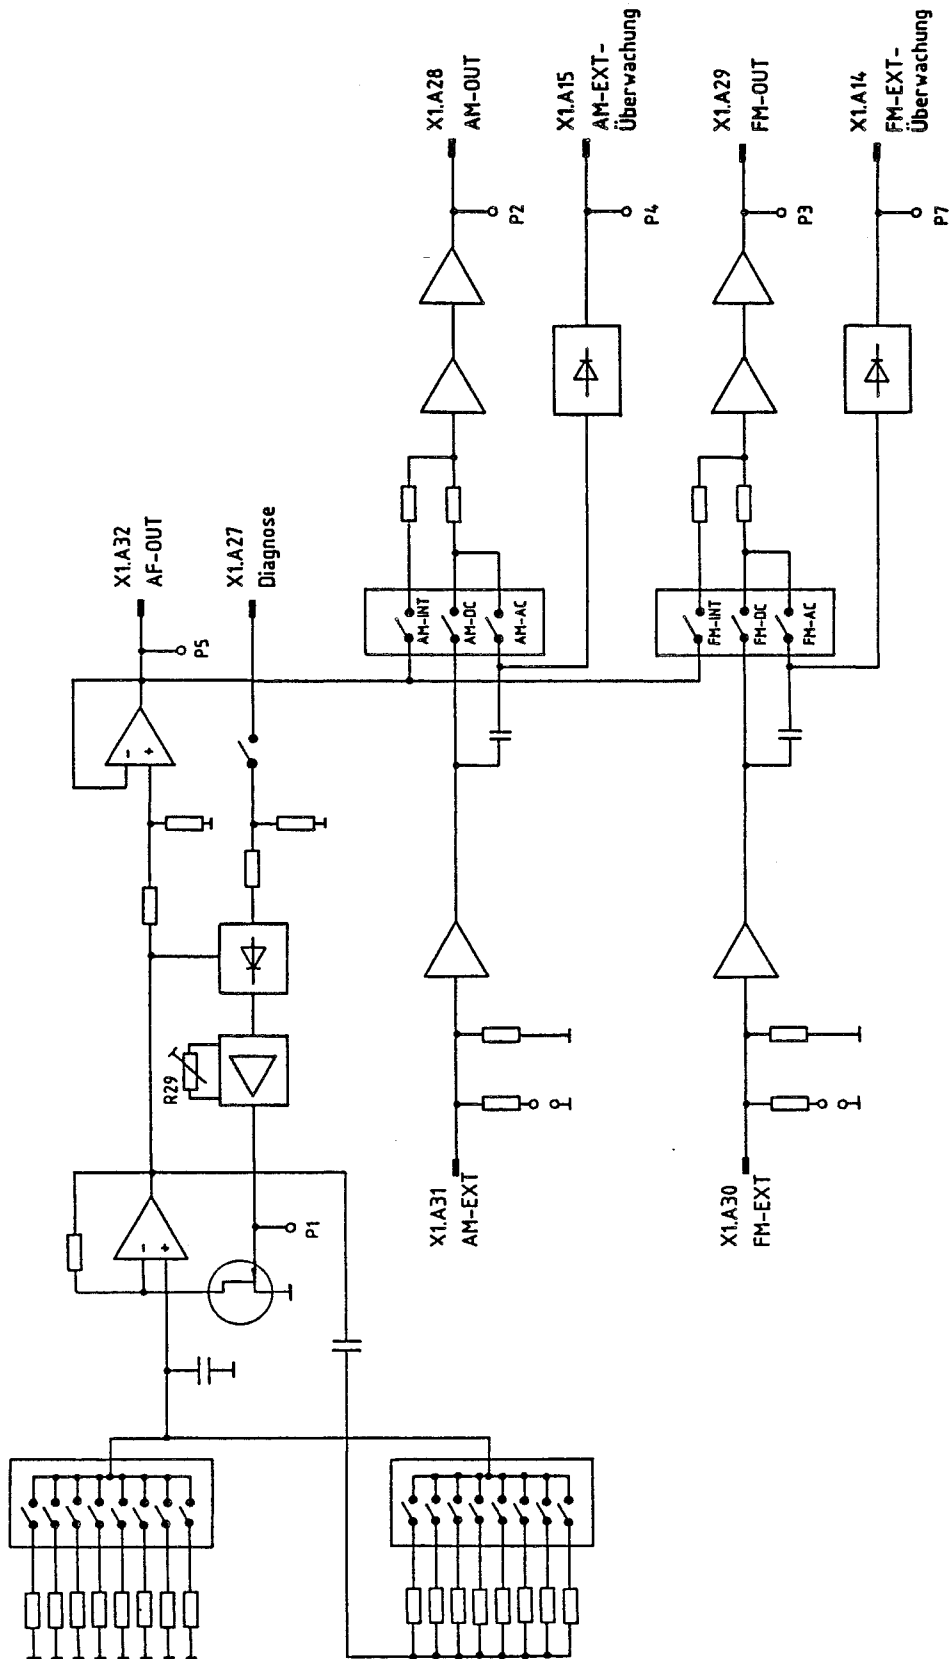 X1.A32
AF-OUT
P5
X1.A27
Diagnose
R29
P1
X1.A28
AM-OUT
P2
X1.A15
AM-EXT-
Überwachung
P4
AM-INT
AM-DC
AM-AC
X1.A31
AM-EXT
X1.A29
FM-OUT
P3
X1.A14
FM-EXT-
Überwachung
P7
FM-INT
FM-DC
FM-AC
X1.A30
FM-EXT
-
+
-
+